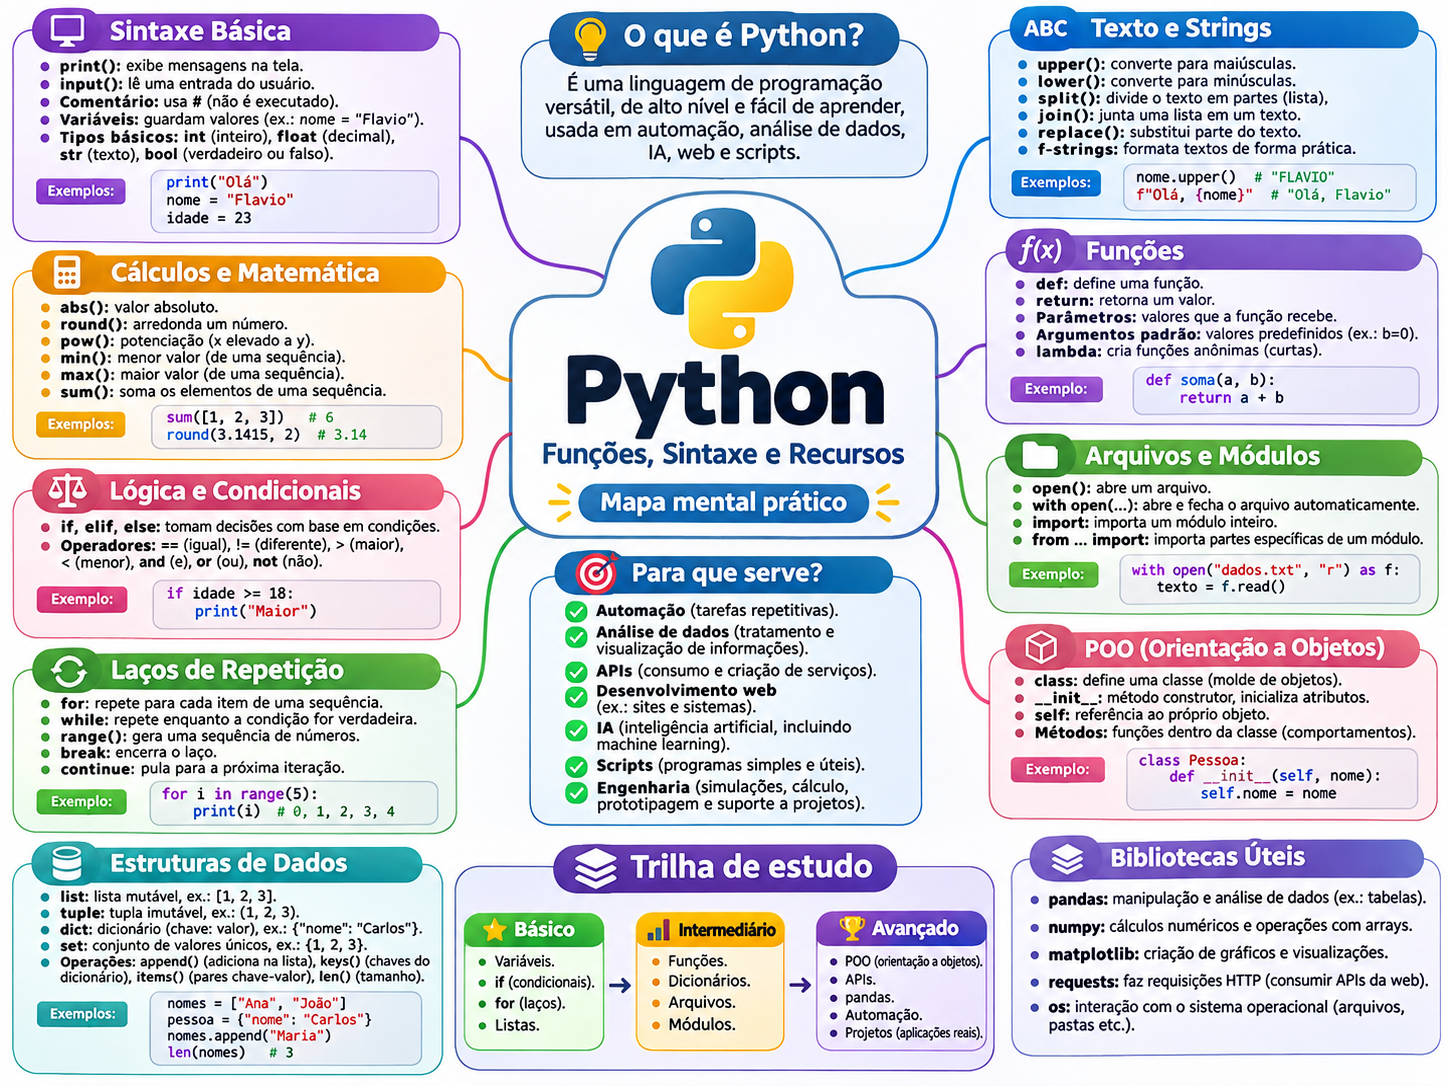 Sintaxe Básica
print(): exibe mensagens na tela.
input(): lê uma entrada do usuário.
Comentário: usa # (não é executado).
Variáveis: guardam valores (ex.: nome = "Flavio").
Tipos básicos: int (inteiro), float (decimal),
str (texto), bool (verdadeiro ou falso).
Exemplos:
print("Olá")
nome = "Flavio"
idade = 23
Cálculos e Matemática
abs(): valor absoluto.
round(): arredonda um número.
pow(): potenciação (x elevado a y).
min(): menor valor (de uma sequência).
max(): maior valor (de uma sequência).
sum(): soma os elementos de uma sequência.
Exemplos:
sum([1, 2, 3]) # 6
round(3.1415, 2) # 3.14
Lógica e Condicionais
if, elif, else: tomam decisões com base em condições.
Operadores: == (igual), != (diferente), > (maior),
< (menor), and (e), or (ou), not (não).
Exemplo:
if idade >= 18:
print("Maior")
Laços de Repetição
for: repete para cada item de uma sequência.
while: repete enquanto a condição for verdadeira.
range(): gera uma sequência de números.
break: encerra o laço.
continue: pula para a próxima iteração.
Exemplo:
for i in range(5):
print(i) # 0, 1, 2, 3, 4
Estruturas de Dados
list: lista mutável, ex.: [1, 2, 3].
tuple: tupla imutável, ex.: (1, 2, 3).
dict: dicionário (chave: valor), ex.: {"nome": "Carlos"}.
set: conjunto de valores únicos, ex.: {1, 2, 3}.
Operações: append() (adiciona na lista), keys() (chaves do
dicionário), items() (pares chave-valor), len() (tamanho).
Exemplos:
nomes = ["Ana", "João"]
pessoa = {"nome": "Carlos"}
nomes.append("Maria")
len(nomes) # 3
O que é Python?
É uma linguagem de programação
versátil, de alto nível e fácil de aprender,
usada em automação, análise de dados,
IA, web e scripts.
Python
Funções, Sintaxe e Recursos
Mapa mental prático
Para que serve?
Automação (tarefas repetitivas).
Análise de dados (tratamento e
visualização de informações).
APIs (consumo e criação de serviços).
Desenvolvimento web
(ex.: sites e sistemas).
IA (inteligência artificial, incluindo
machine learning).
Scripts (programas simples e úteis).
Engenharia (simulações, cálculo,
prototipagem e suporte a projetos).
Trilha de estudo
Básico
Variáveis.
if (condicionais).
for (laços).
Listas.
Intermediário
Funções.
Dicionários.
Arquivos.
Módulos.
Avançado
POO (orientação a objetos).
APIs.
pandas.
Automação.
Projetos (aplicações reais).
ABC Texto e Strings
upper(): converte para maiúsculas.
lower(): converte para minúsculas.
split(): divide o texto em partes (lista),
join(): junta uma lista em um texto.
replace(): substitui parte do texto.
f-strings: formata textos de forma prática.
Exemplos:
nome.upper() # "FLAVIO"
f"Olá, {nome}" # "Olá, Flavio"
f(x) Funções
def: define uma função.
return: retorna um valor.
Parâmetros: valores que a função recebe.
Argumentos padrão: valores predefinidos (ex.: b=0).
lambda: cria funções anônimas (curtas).
Exemplo:
def soma(a, b):
return a + b
Arquivos e Módulos
open(): abre um arquivo.
with open(...): abre e fecha o arquivo automaticamente.
import: importa um módulo inteiro.
from ... import: importa partes específicas de um módulo.
Exemplo:
with open("dados.txt", "r") as f:
texto = f.read()
POO (Orientação a Objetos)
class: define uma classe (molde de objetos).
__init__: método construtor, inicializa atributos.
self: referência ao próprio objeto.
Métodos: funções dentro da classe (comportamentos).
Exemplo:
class Pessoa:
def __init__(self, nome):
self.nome = nome
Bibliotecas Úteis
pandas: manipulação e análise de dados (ex.: tabelas).
numpy: cálculos numéricos e operações com arrays.
matplotlib: criação de gráficos e visualizações.
requests: faz requisições HTTP (consumir APIs da web).
os: interação com o sistema operacional (arquivos,
pastas etc.).